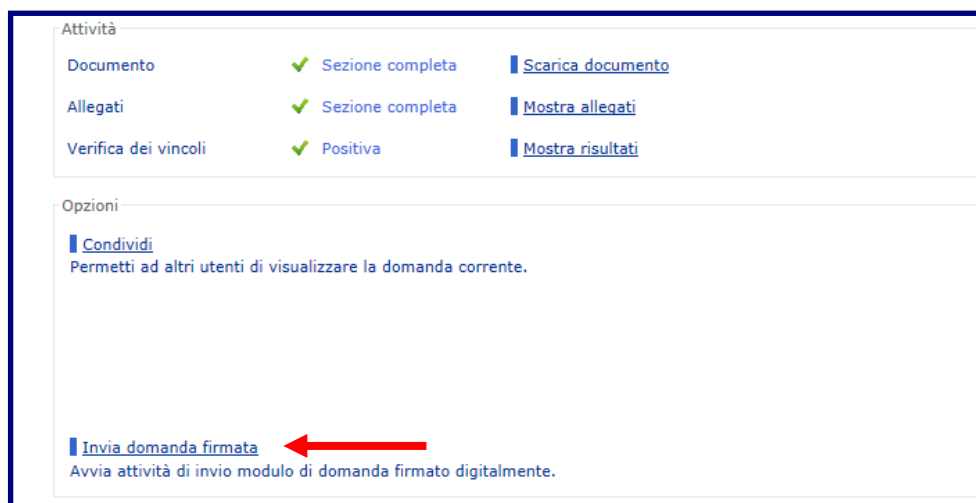 Attività
Documento Sezione completa Scarica documento
Allegati Sezione completa Mostra allegati
Verifica dei vincoli Positiva Mostra risultati
Opzioni
Condividi
Permetti ad altri utenti di visualizzare la domanda corrente.
Invia domanda firmata
Avvia attività di invio modulo di domanda firmato digitalmente.